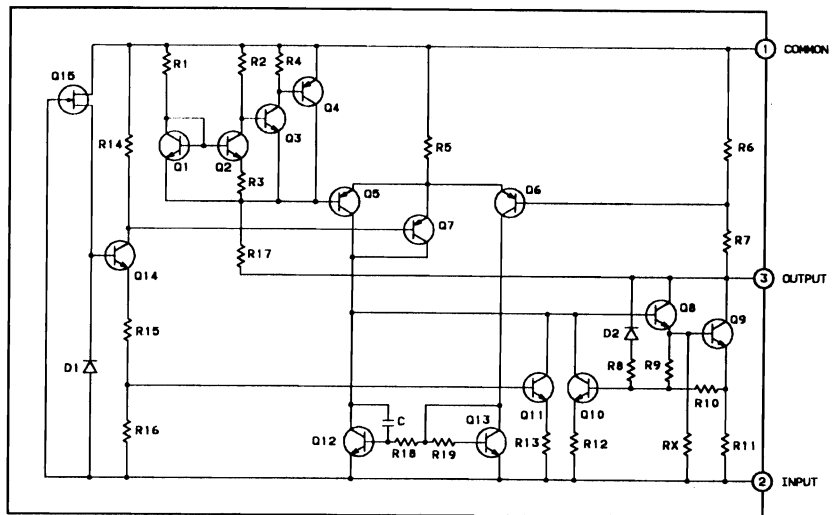 1 COMMON
R1
R2
R4
Q15
Q4
R14
Q3
R5
R6
Q1
Q2
R3
Q5
Q6
Q7
R7
R17
3 OUTPUT
Q14
Q8
D2
Q9
R15
R8
R9
D1
R10
Q11
Q10
C
R16
Q12
Q13
R13
R12
RX
R11
R18
R19
2 INPUT